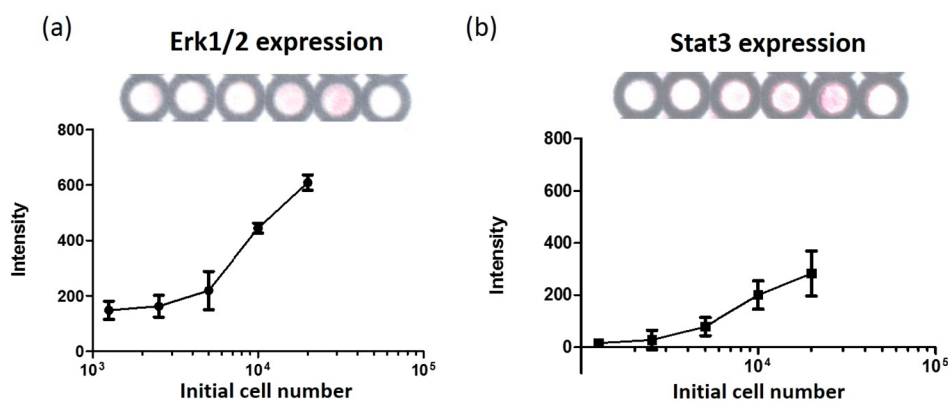 (a)
Erk1/2 expression
800
600
400
200
0
Intensity
10³
10⁴
10⁵
Initial cell number
(b)
Stat3 expression
800
600
400
200
0
Intensity
10⁴
10⁵
Initial cell number